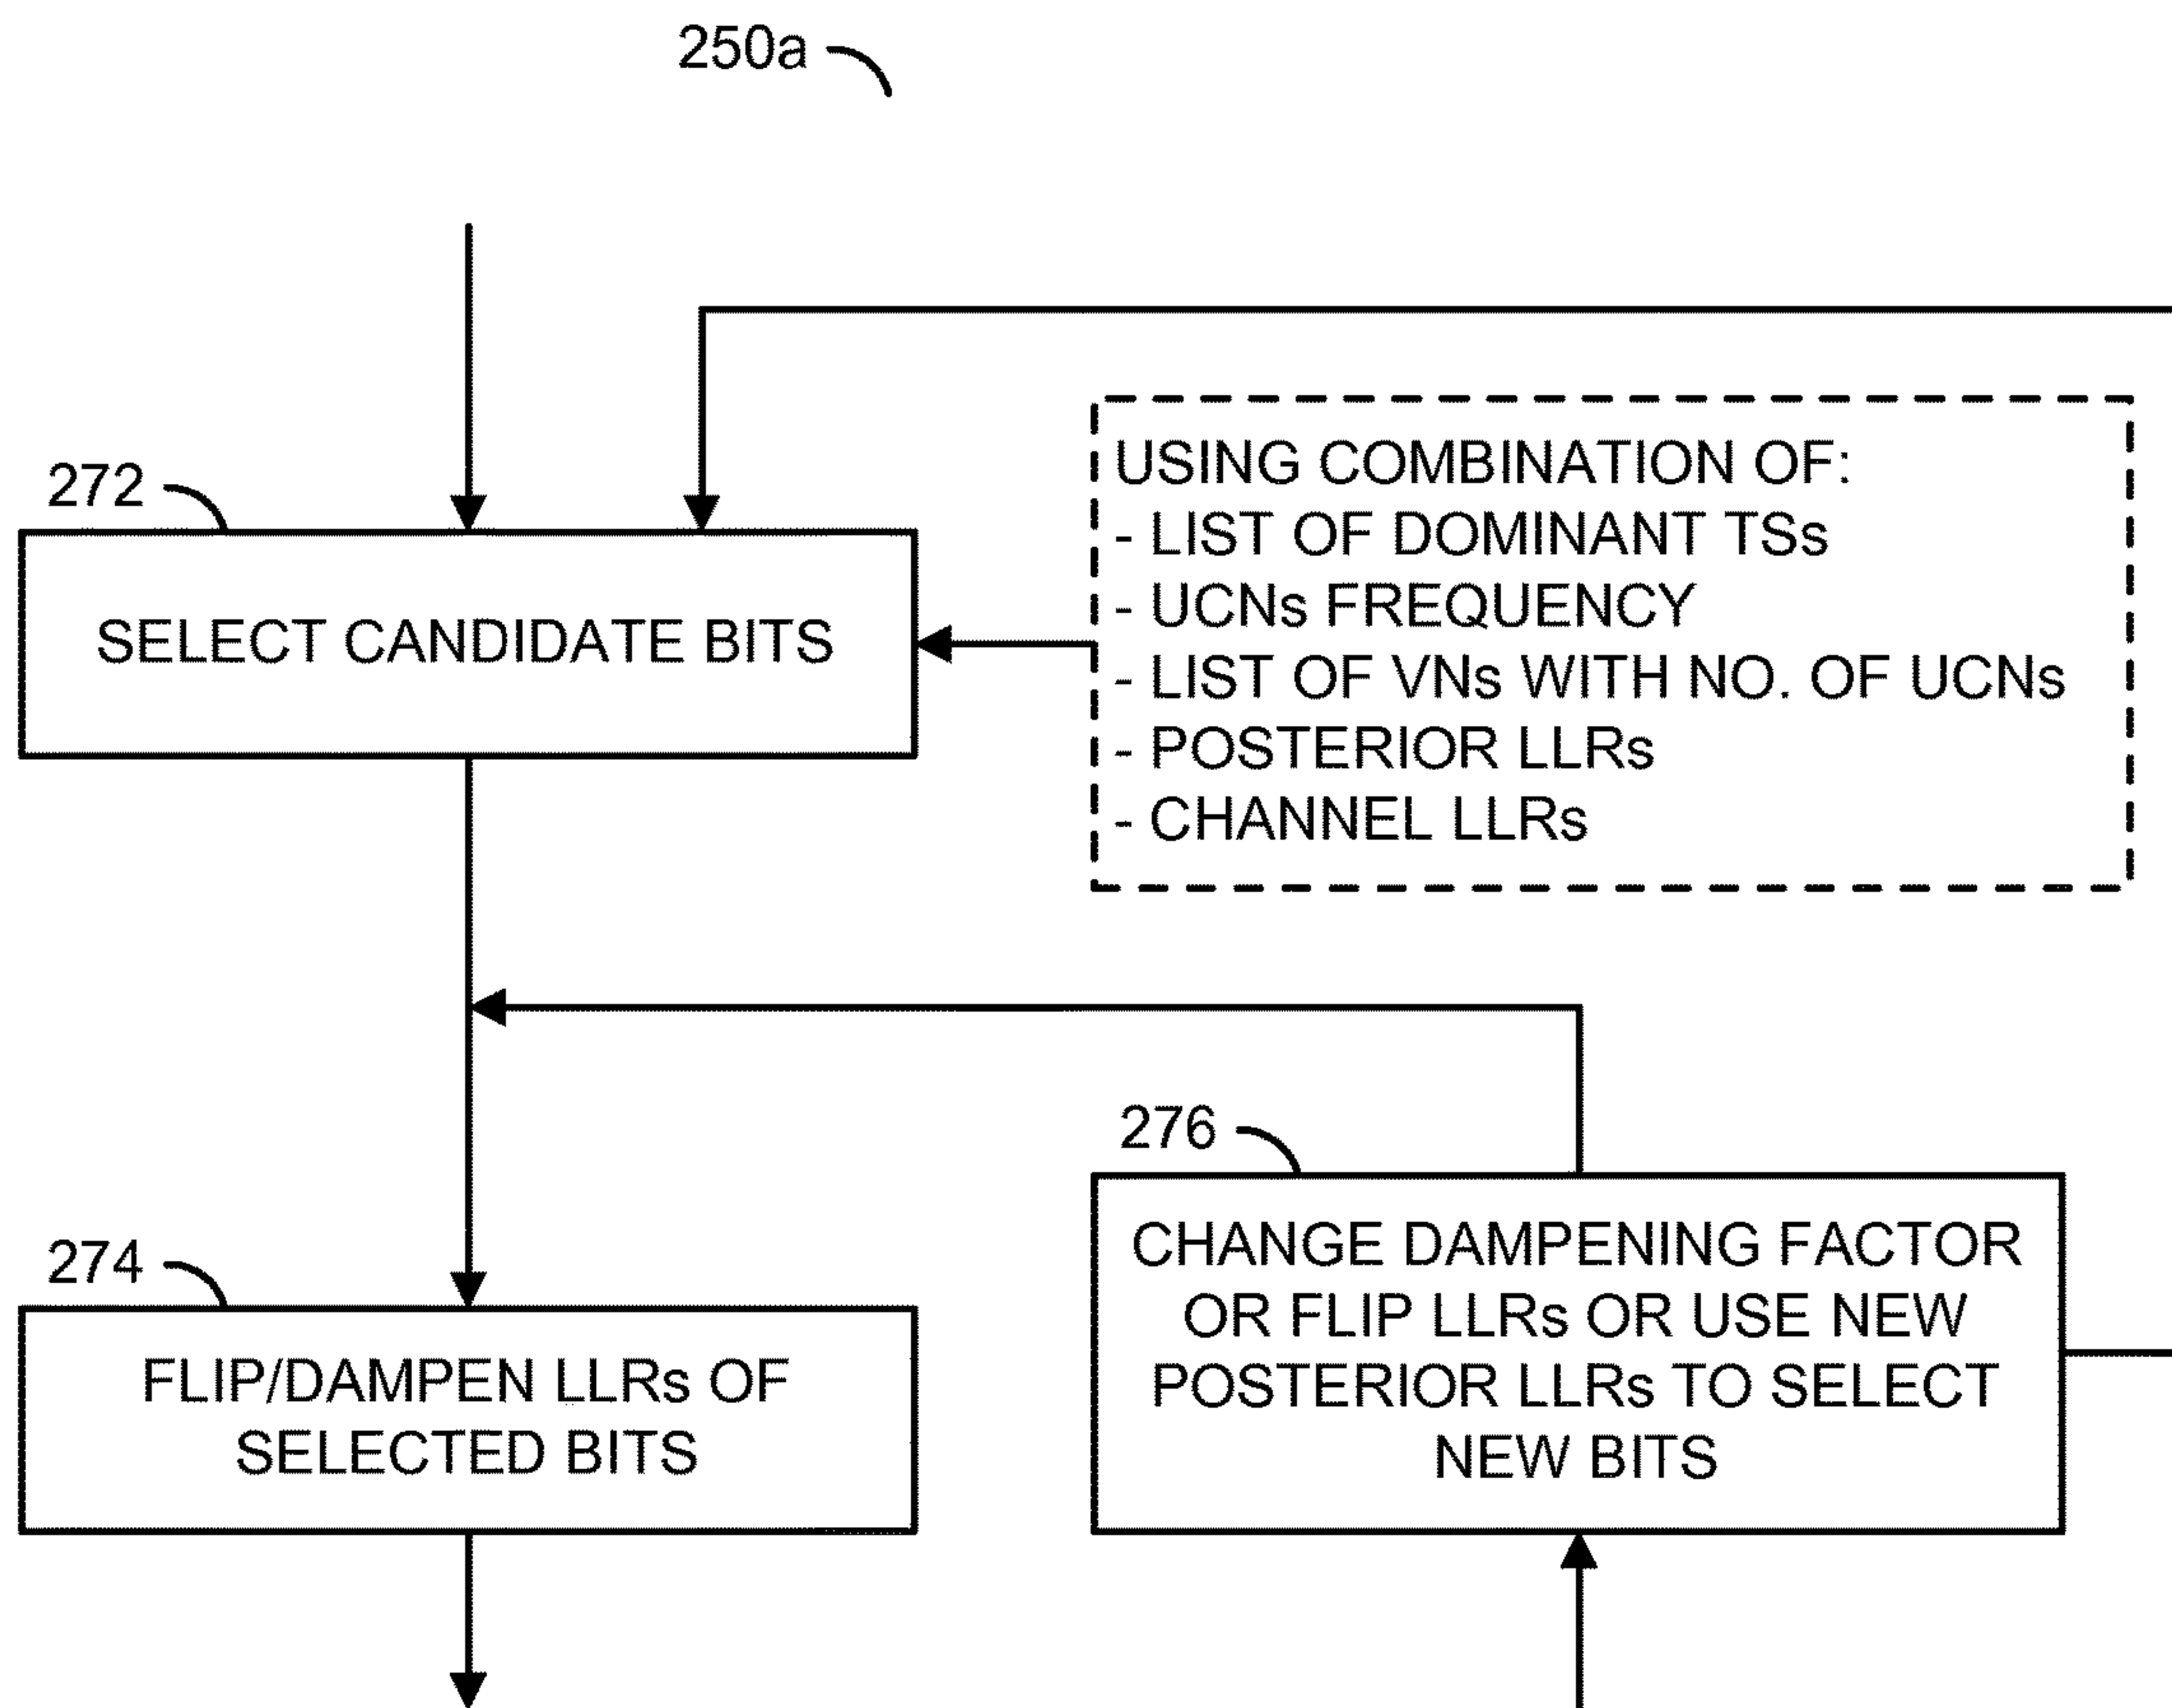 250a
272
SELECT CANDIDATE BITS
USING COMBINATION OF:
- LIST OF DOMINANT TSs
- UCNs FREQUENCY
- LIST OF VNs WITH NO. OF UCNs
- POSTERIOR LLRs
- CHANNEL LLRs
274
FLIP/DAMPEN LLRs OF
SELECTED BITS
276
CHANGE DAMPENING FACTOR
OR FLIP LLRs OR USE NEW
POSTERIOR LLRs TO SELECT
NEW BITS